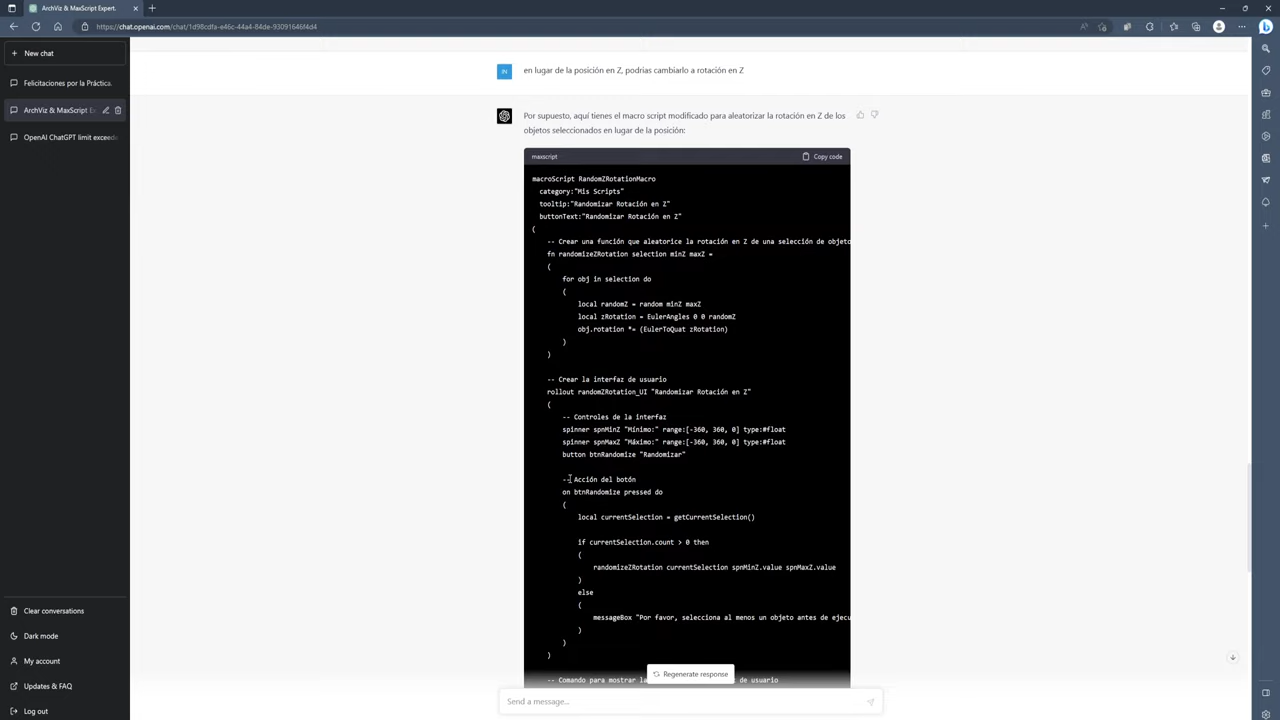 ArchViz & MaxScript Expert.
https://chat.openai.com/chat/1d98cdfa-e46c-44a4-84de-93091646f4d4
New chat
Felicitaciones por la Práctica.
ArchViz & MaxScript E
OpenAI ChatGPT limit exceede
Clear conversations
Dark mode
My account
Updates & FAQ
Log out
IN
en lugar de la posición en Z, podrias cambiarlo a rotación en Z
Por supuesto, aquí tienes el macro script modificado para aleatorizar la rotación en Z de los
objetos seleccionados en lugar de la posición:
maxscript
Copy code
macroScript RandomZRotationMacro
category:"Mis Scripts"
tooltip:"Randomizar Rotación en Z"
buttonText:"Randomizar Rotación en Z"
(
-- Crear una función que aleatorice la rotación en Z de una selección de objeto
fn randomizeZRotation selection minZ maxZ =
(
for obj in selection do
(
local randomZ = random minZ maxZ
local zRotation = EulerAngles 0 0 randomZ
obj.rotation *= (EulerToQuat zRotation)
)
)
-- Crear la interfaz de usuario
rollout randomZRotation_UI "Randomizar Rotación en Z"
(
-- Controles de la interfaz
spinner spnMinZ "Mínimo:" range:[-360, 360, 0] type:#float
spinner spnMaxZ "Máximo:" range:[-360, 360, 0] type:#float
button btnRandomize "Randomizar"
-- Acción del botón
on btnRandomize pressed do
(
local currentSelection = getCurrentSelection()
if currentSelection.count > 0 then
(
randomizeZRotation currentSelection spnMinZ.value spnMaxZ.value
)
else
(
messageBox "Por favor, selecciona al menos un objeto antes de ejecu
)
)
)
-- Comando para mostrar la de usuario
Regenerate response
Send a message...